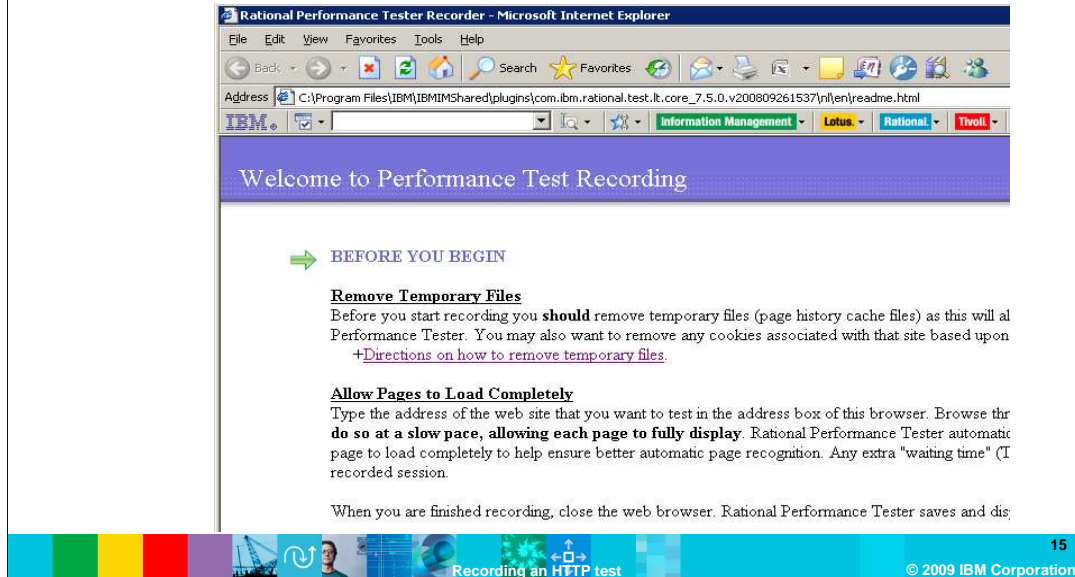 Rational Performance Tester Recorder - Microsoft Internet Explorer
File Edit View Favorites Tools Help
Back Search Favorites
Address C:\Program Files\IBM\IBMIMShared\plugins\com.ibm.rational.test.lt.core_7.5.0.v200809261537\nl\en\readme.html
IBM. Information Management Lotus. Rational. Tivoli.
Welcome to Performance Test Recording
BEFORE YOU BEGIN
Remove Temporary Files
Before you start recording you should remove temporary files (page history cache files) as this will al
Performance Tester. You may also want to remove any cookies associated with that site based upon
+Directions on how to remove temporary files.
Allow Pages to Load Completely
Type the address of the web site that you want to test in the address box of this browser. Browse thr
do so at a slow pace, allowing each page to fully display. Rational Performance Tester automatic
page to load completely to help ensure better automatic page recognition. Any extra "waiting time" (T
recorded session.
When you are finished recording, close the web browser. Rational Performance Tester saves and dis
15
Recording an HTTP test
© 2009 IBM Corporation